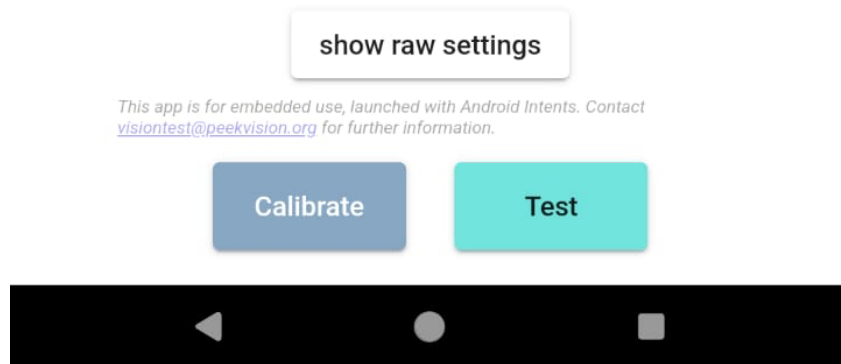 show raw settings
This app is for embedded use, launched with Android Intents. Contact
visiontest@peekvision.org for further information.
Calibrate
Test